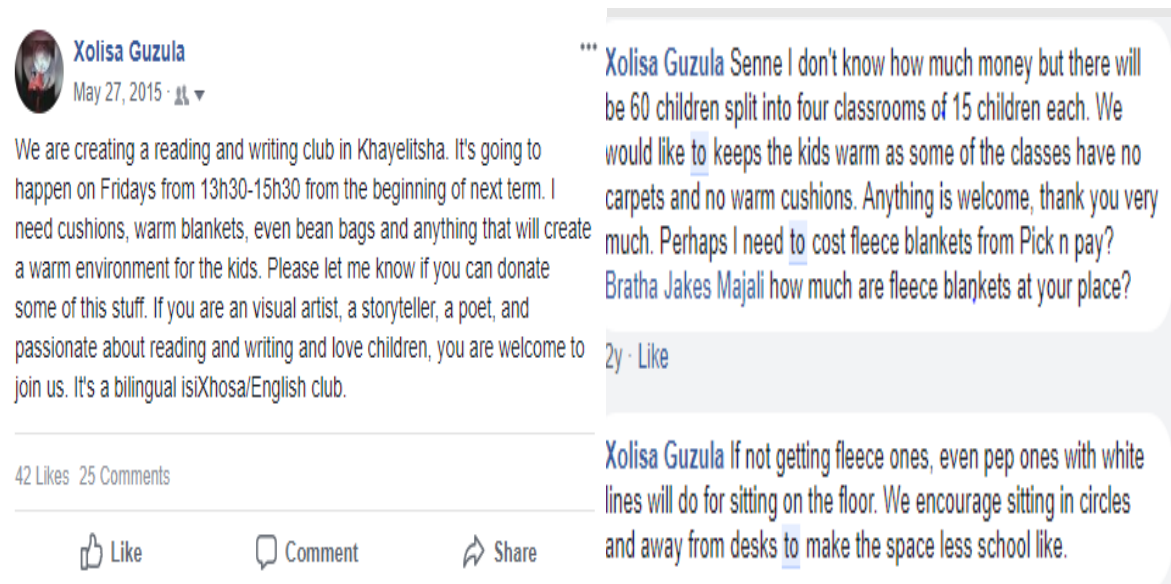 Xolisa Guzula
May 27, 2015
We are creating a reading and writing club in Khayelitsha. It's going to
happen on Fridays from 13h30-15h30 from the beginning of next term. I
need cushions, warm blankets, even bean bags and anything that will create
a warm environment for the kids. Please let me know if you can donate
some of this stuff. If you are an visual artist, a storyteller, a poet, and
passionate about reading and writing and love children, you are welcome to
join us. It's a bilingual isiXhosa/English club.
42 Likes 25 Comments
Like Comment Share
Xolisa Guzula Senne I don't know how much money but there will
be 60 children split into four classrooms of 15 children each. We
would like to keeps the kids warm as some of the classes have no
carpets and no warm cushions. Anything is welcome, thank you very
much. Perhaps I need to cost fleece blankets from Pick n pay?
Bratha Jakes Majali how much are fleece blankets at your place?
2y · Like
Xolisa Guzula If not getting fleece ones, even pep ones with white
lines will do for sitting on the floor. We encourage sitting in circles
and away from desks to make the space less school like.